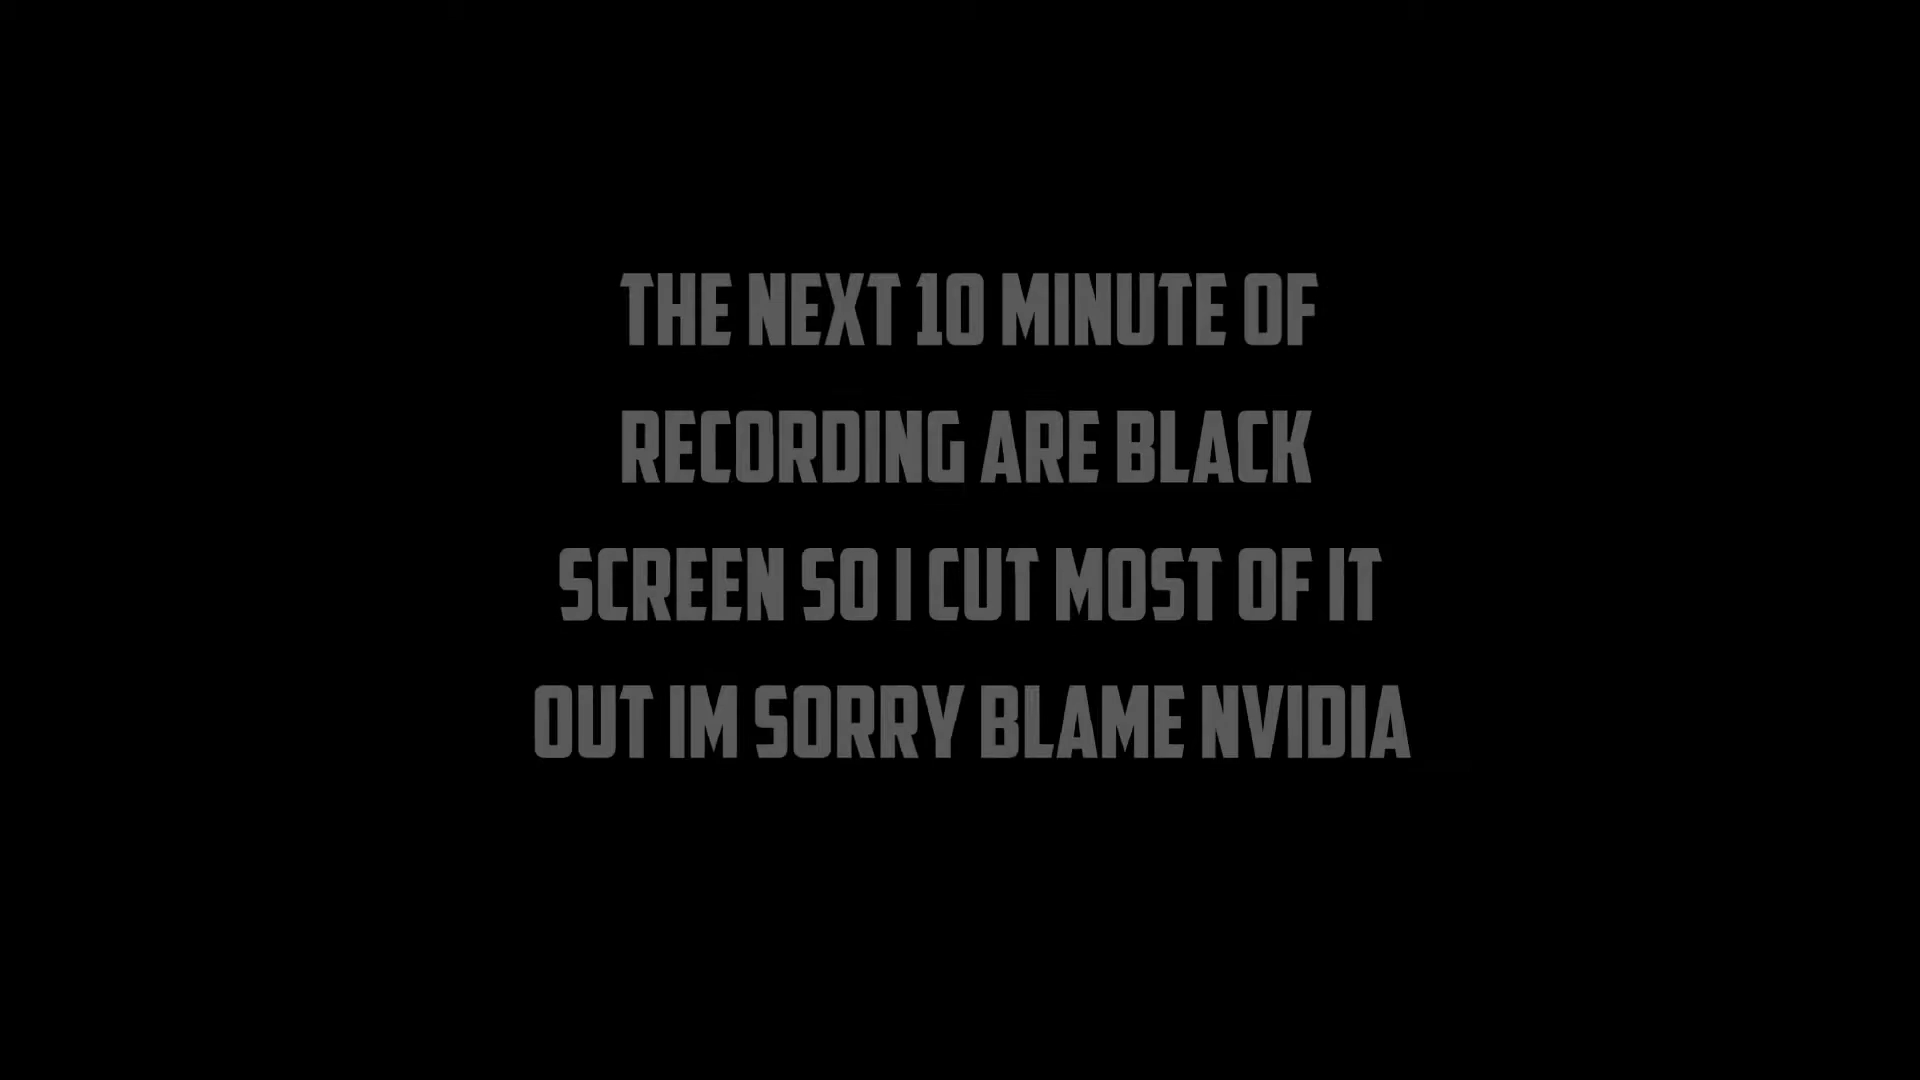 THE NEXT 10 MINUTE OF
RECORDING ARE BLACK
SCREEN SO I CUT MOST OF IT
OUT IM SORRY BLAME NVIDIA